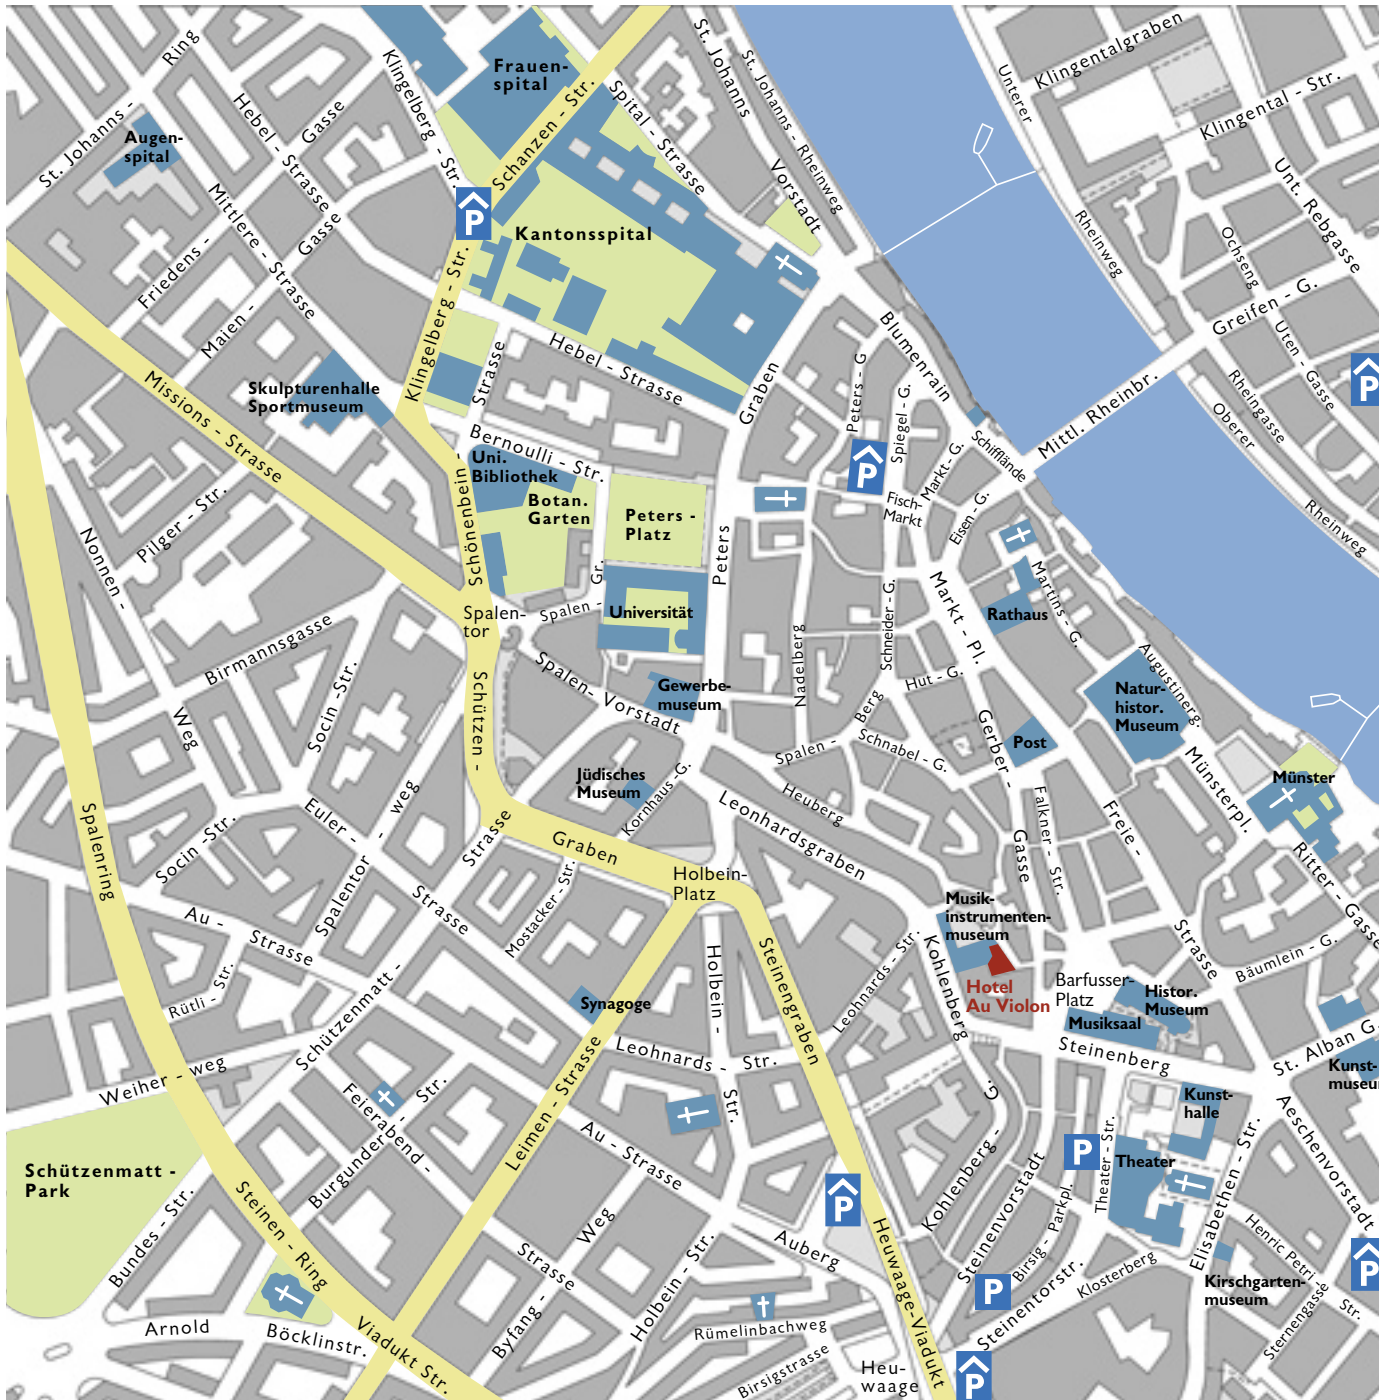 St. Johanns -
Ring
Augen-
spital
Hebel - Strasse
Gasse
Klingelberg - Str.
Frauen-
spital
Schanzen - Str.
Spital - Strasse
St. Johanns
Vorstadt
St. Johanns - Rheinweg
Unterer
Rheinweg
Klingentalgraben
Klingental - Str.
Unt. Rebgasse
Ochseng
Greifen - G.
Uten - Gasse
Rheingasse
Oberer
Rheinweg
Mittlere - Strasse
Friedens -
Maien -
Gasse
P
Kantonsspital
Klingelberg - Str.
Hebel - Strasse
Strasse
Missions - Strasse
Skulpturenhalle
Sportmuseum
Bernoulli - Str.
Uni.
Bibliothek
Botan.
Garten
Peters -
Platz
Graben
Peters
Peters - G
Spiegel - G.
Blumenrain
Schifflände
Mittl. Rheinbr.
P
P
Fisch-
Markt
Markt - G.
Eisen - G.
Pilger - Str.
Nonnen -
Weg
Schönenbein -
Spalen-
tor
Spalen -
Gr.
Universität
Birmannsgasse
Socin -Str.
Schützen -
Strasse
Spalen- Vorstadt
Gewerbe-
museum
Nadelberg
Schneider - G.
Markt - Pl.
Rathaus
Martins - G.
Augustinerg.
Natur-
histor.
Museum
Hut - G.
Spalen -
Berg
Schnabel - G.
Gerber -
Gasse
Post
Münsterpl.
Münster
Jüdisches
Museum
Kornhaus -G.
Heuberg
Leonhardsgraben
Falkner - Str.
Freie -
Strasse
Ritter - Gasse
Spalenring
Socin -Str.
Euler -
Strasse
Spalentor - weg
Graben
Holbein-
Platz
Mostacker - Str.
Au -
Strasse
Rütli - Str.
Schützenmatt -
Synagoge
Holbein -
Str.
Steinengraben
Leohnards - Str.
Kohlenberg
Musik-
instrumenten-
museum
Hotel
Au Violon
Barfusser-
Platz
Histor.
Museum
Musiksaal
Bäumlein - G.
Steinenberg
St. Alban G.
Kunst-
museu
Weiher - weg
Feierabend -
Strasse
Burgunder - Str.
Leimen - Strasse
Leohnards - Str.
Au - Strasse
Schützenmatt -
Park
Bundes - Str.
Steinen - Ring
Weg
Byfang -
Holbein - Str.
Auberg
P
Heuwaage-Viadukt
Kohlenberg -
G.
Steinenvorstadt
P
Birsig - Parkpl.
Theater - Str.
Theater
Kunst-
halle
Elisabethen - Str.
Aeschenvorstadt
Henric Petri -
Str.
Sternengasse
Kirschgarten-
museum
Klosterberg
Steinentorstr.
P
P
P
Arnold
Böcklinstr.
Viadukt Str.
Rümelinbachweg
Birsigstrasse
Heu-
waage